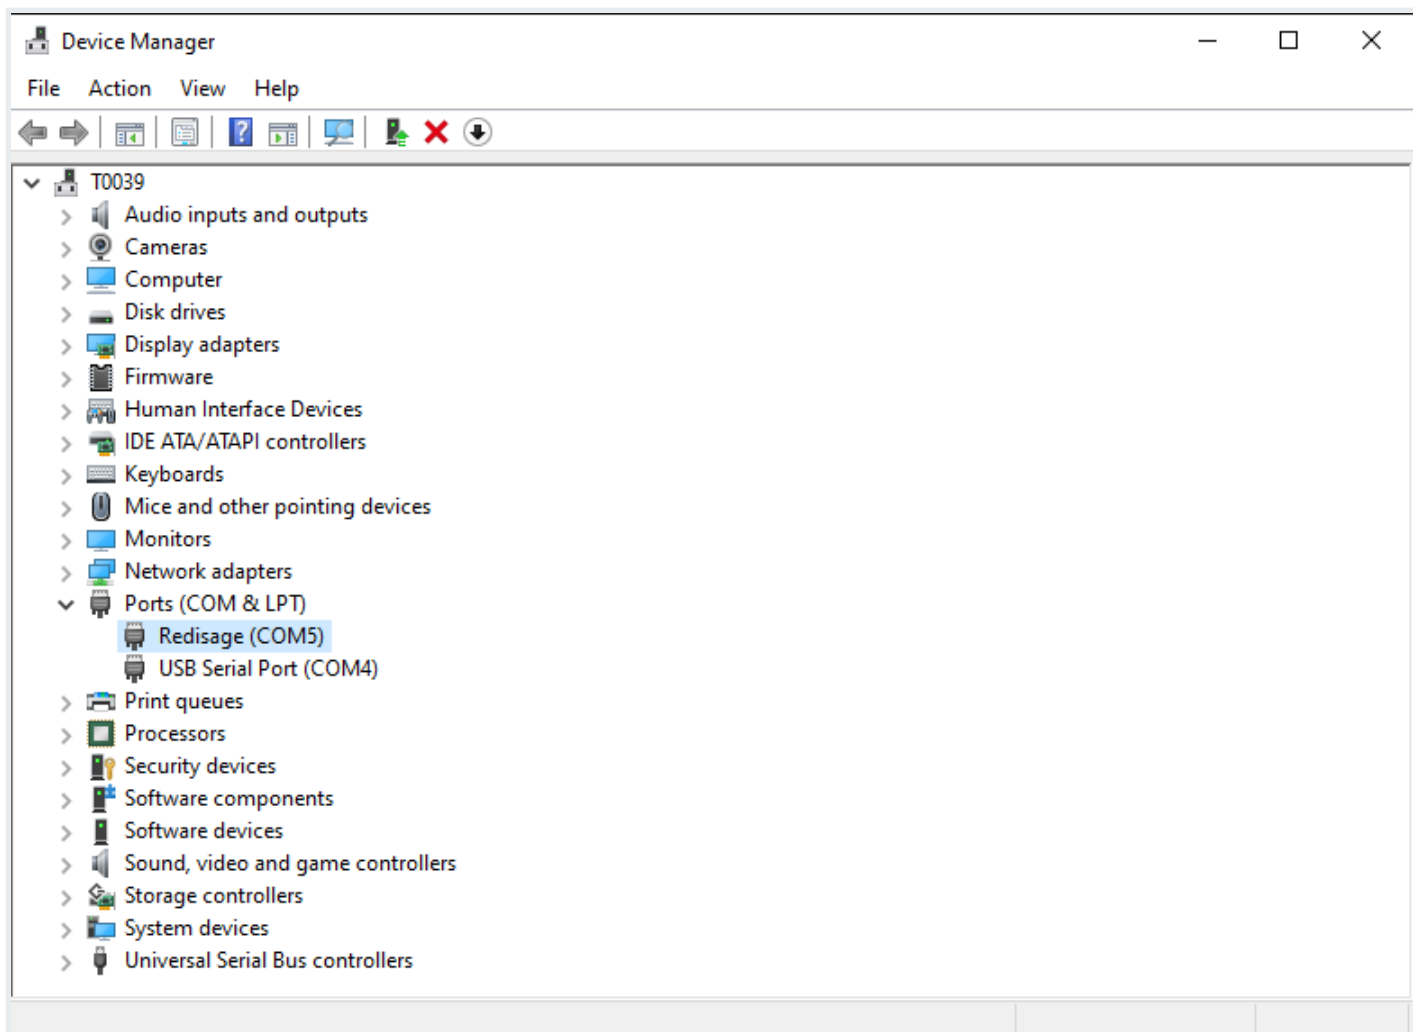 Device Manager
File Action View Help
T0039
Audio inputs and outputs
Cameras
Computer
Disk drives
Display adapters
Firmware
Human Interface Devices
IDE ATA/ATAPI controllers
Keyboards
Mice and other pointing devices
Monitors
Network adapters
Ports (COM & LPT)
Redisage (COM5)
USB Serial Port (COM4)
Print queues
Processors
Security devices
Software components
Software devices
Sound, video and game controllers
Storage controllers
System devices
Universal Serial Bus controllers